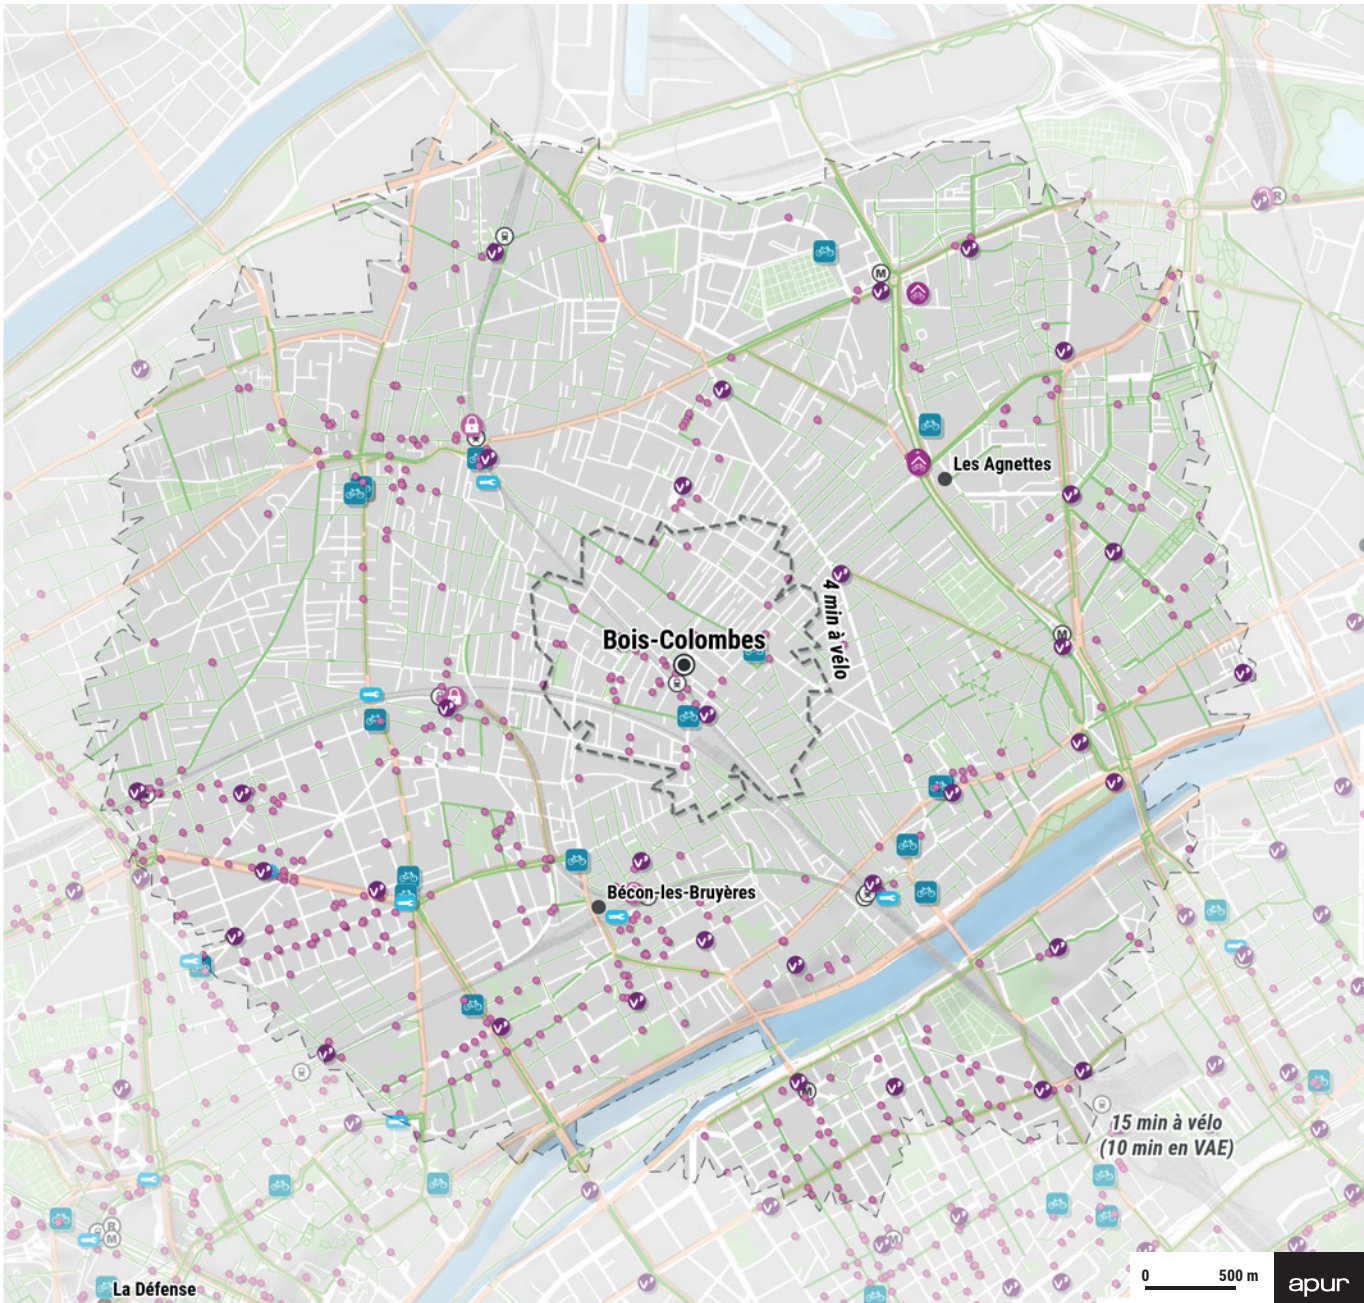 Les Agnettes
4 min à vélo
Bois-Colombes
Bécon-les-Bruyères
15 min à vélo
(10 min en VAE)
La Défense
0 500 m
apur
R
M
M
M
M
R
M